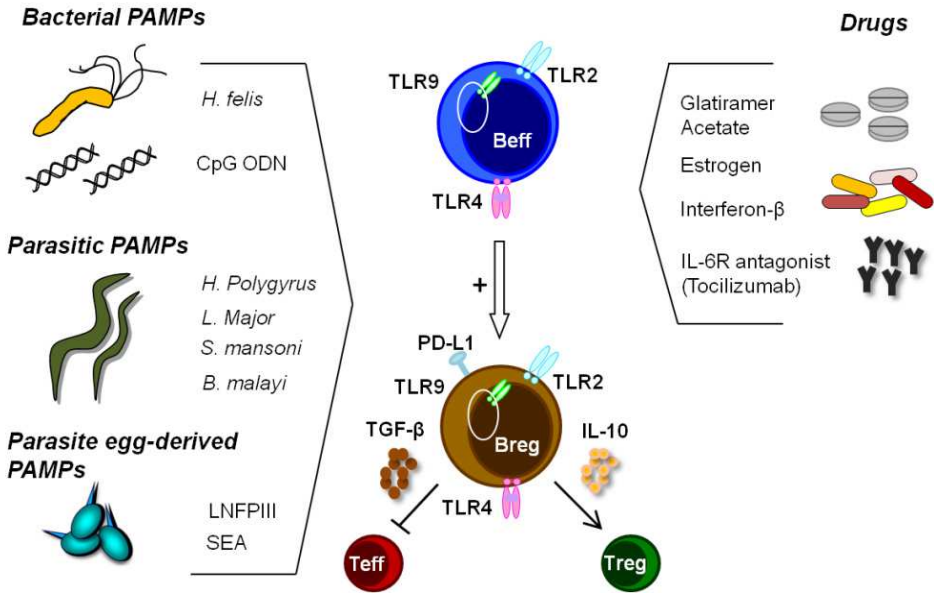 Bacterial PAMPs
H. felis
CpG ODN
Parasitic PAMPs
H. Polygyrus
L. Major
S. mansoni
B. malayi
Parasite egg-derived
PAMPs
LNFPIII
SEA
TLR9
TLR2
Beff
TLR4
+
PD-L1
TLR9
TLR2
TGF-β
Breg
IL-10
TLR4
Teff
Treg
Drugs
Glatiramer
Acetate
Estrogen
Interferon-β
IL-6R antagonist
(Tocilizumab)